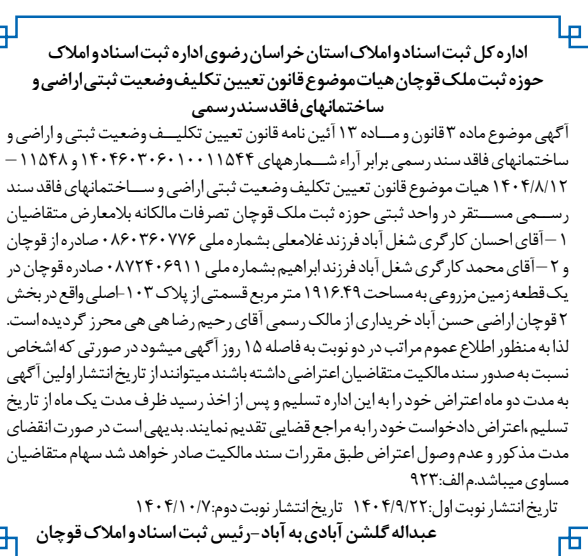 اداره کل ثبت اسناد و املاک استان خراسان رضوی اداره ثبت اسناد و املاک
حوزه ثبت ملک قوچان هیات موضوع قانون تعیین تکلیف وضعیت ثبتی اراضی و
ساختمانهای فاقد سند رسمی
آگهی موضوع ماده ۳ قانون و مـــاده ۱۳ آئین نامه قانون تعیین تکلیــف وضعیت ثبتی و اراضی و
ساختمانهای فاقد سند رسمی برابر آراء شـــمارههای ۱۴۰۴۶۰۳۰۶۰۱۰۰۱۱۵۴۴ و ۱۱۵۴۸ –
۱۴۰۴/۸/۱۲ هیات موضوع قانون تعیین تکلیف وضعیت ثبتی اراضی و ســـاختمانهای فاقد سند
رســـمی مســـتقر در واحد ثبتی حوزه ثبت ملک قوچان تصرفات مالکانه بلامعارض متقاضیان
۱ – آقای احسان کارگری شغل آباد فرزند غلامعلی بشماره ملی ۰۸۶۰۳۶۰۷۷۶ صادره از قوچان
و ۲ – آقای محمد کارگری شغل آباد فرزند ابراهیم بشماره ملی ۰۸۷۲۴۰۶۹۱۱ صادره قوچان در
یک قطعه زمین مزروعی به مساحت ۱۹۱۶.۴۹ متر مربع قسمتی از پلاک ۱۰۳-اصلی واقع در بخش
۲ قوچان اراضی حسن آباد خریداری از مالک رسمی آقای رحیم رضا هی هی محرز گردیده است.
لذا به منظور اطلاع عموم مراتب در دو نوبت به فاصله ۱۵ روز آگهی میشود در صورتی که اشخاص
نسبت به صدور سند مالکیت متقاضیان اعتراضی داشته باشند میتوانند از تاریخ انتشار اولین آگهی
به مدت دو ماه اعتراض خود را به این اداره تسلیم و پس از اخذ رسید ظرف مدت یک ماه از تاریخ
تسلیم ،اعتراض دادخواست خود را به مراجع قضایی تقدیم نمایند. بدیهی است در صورت انقضای
مدت مذکور و عدم وصول اعتراض طبق مقررات سند مالکیت صادر خواهد شد سهام متقاضیان
مساوی میباشد.م الف:۹۲۳
تاریخ انتشار نوبت اول:۱۴۰۴/۹/۲۲ تاریخ انتشار نوبت دوم:۱۴۰۴/۱۰/۷
عبداله گلشن آبادی به آباد-رئیس ثبت اسناد و املاک قوچان